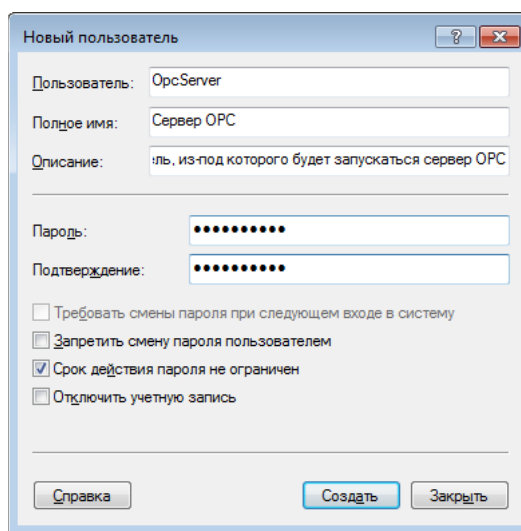 Новый пользователь
Пользователь: OpcServer
Полное имя: Сервер OPC
Описание: из-под которого будет запускаться сервер OPC
Пароль: ●●●●●●●●●●
Подтверждение: ●●●●●●●●●●
Требовать смены пароля при следующем входе в систему
Запретить смену пароля пользователем
Срок действия пароля не ограничен
Отключить учетную запись
Справка Создать Закрыть